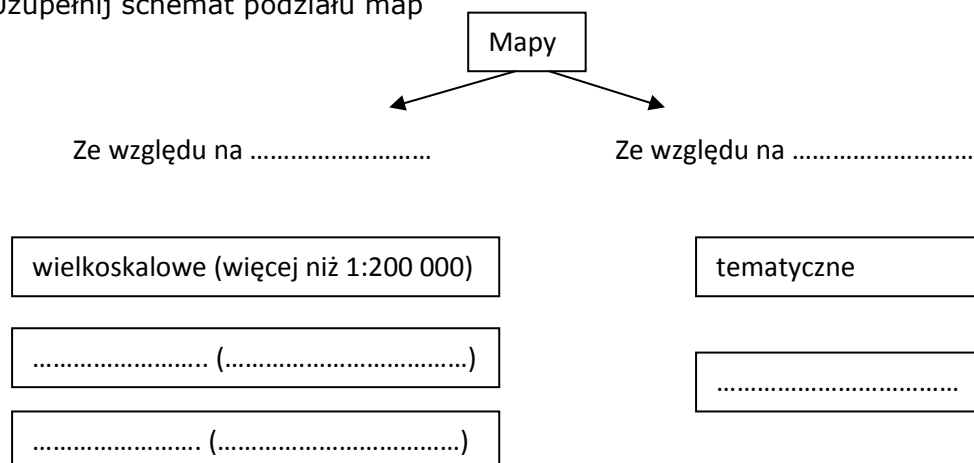 Uzupełnij schemat podziału map
Mapy
Ze względu na ………………………
Ze względu na ………………………
wielkoskalowe (więcej niż 1:200 000)
tematyczne
…………………….. (………………………………)
………………………………
……………………. (………………………………)